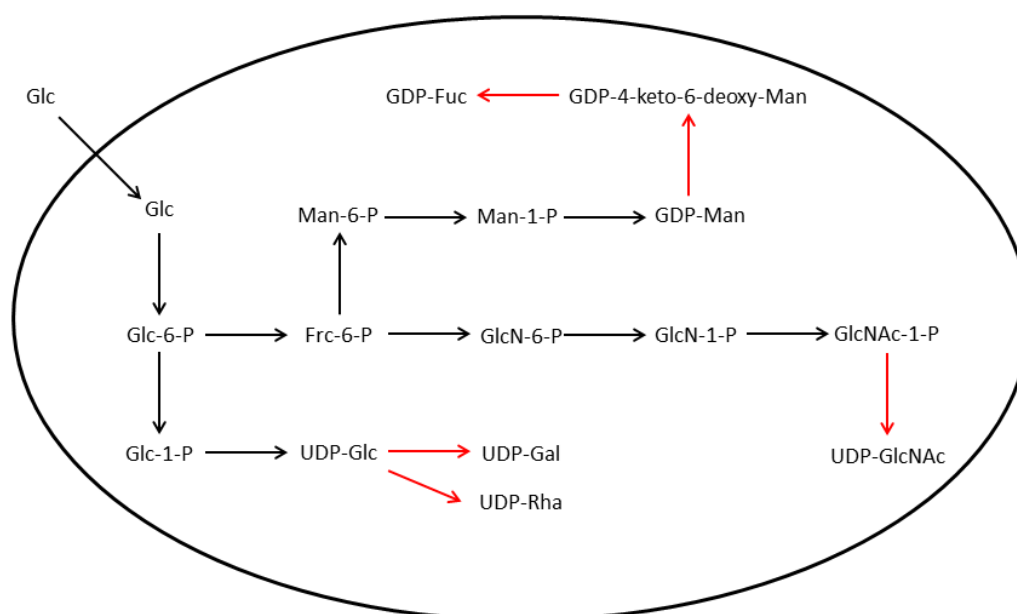 GDP-Fuc GDP-4-keto-6-deoxy-Man
Glc
Glc Man-6-P Man-1-P GDP-Man
Glc-6-P Frc-6-P GlcN-6-P GlcN-1-P GlcNAc-1-P
Glc-1-P UDP-Glc UDP-Gal UDP-GlcNAc
UDP-Rha